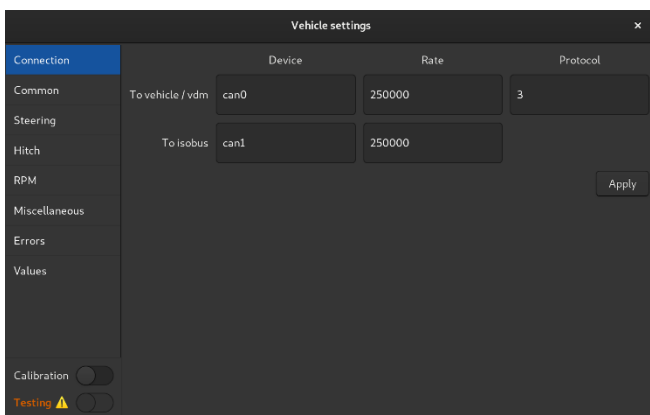 Vehicle settings
Connection
Device
Rate
Protocol
Common
To vehicle / vdm
can0
250000
3
Steering
Hitch
To isobus
can1
250000
RPM
Apply
Miscellaneous
Errors
Values
Calibration
Testing